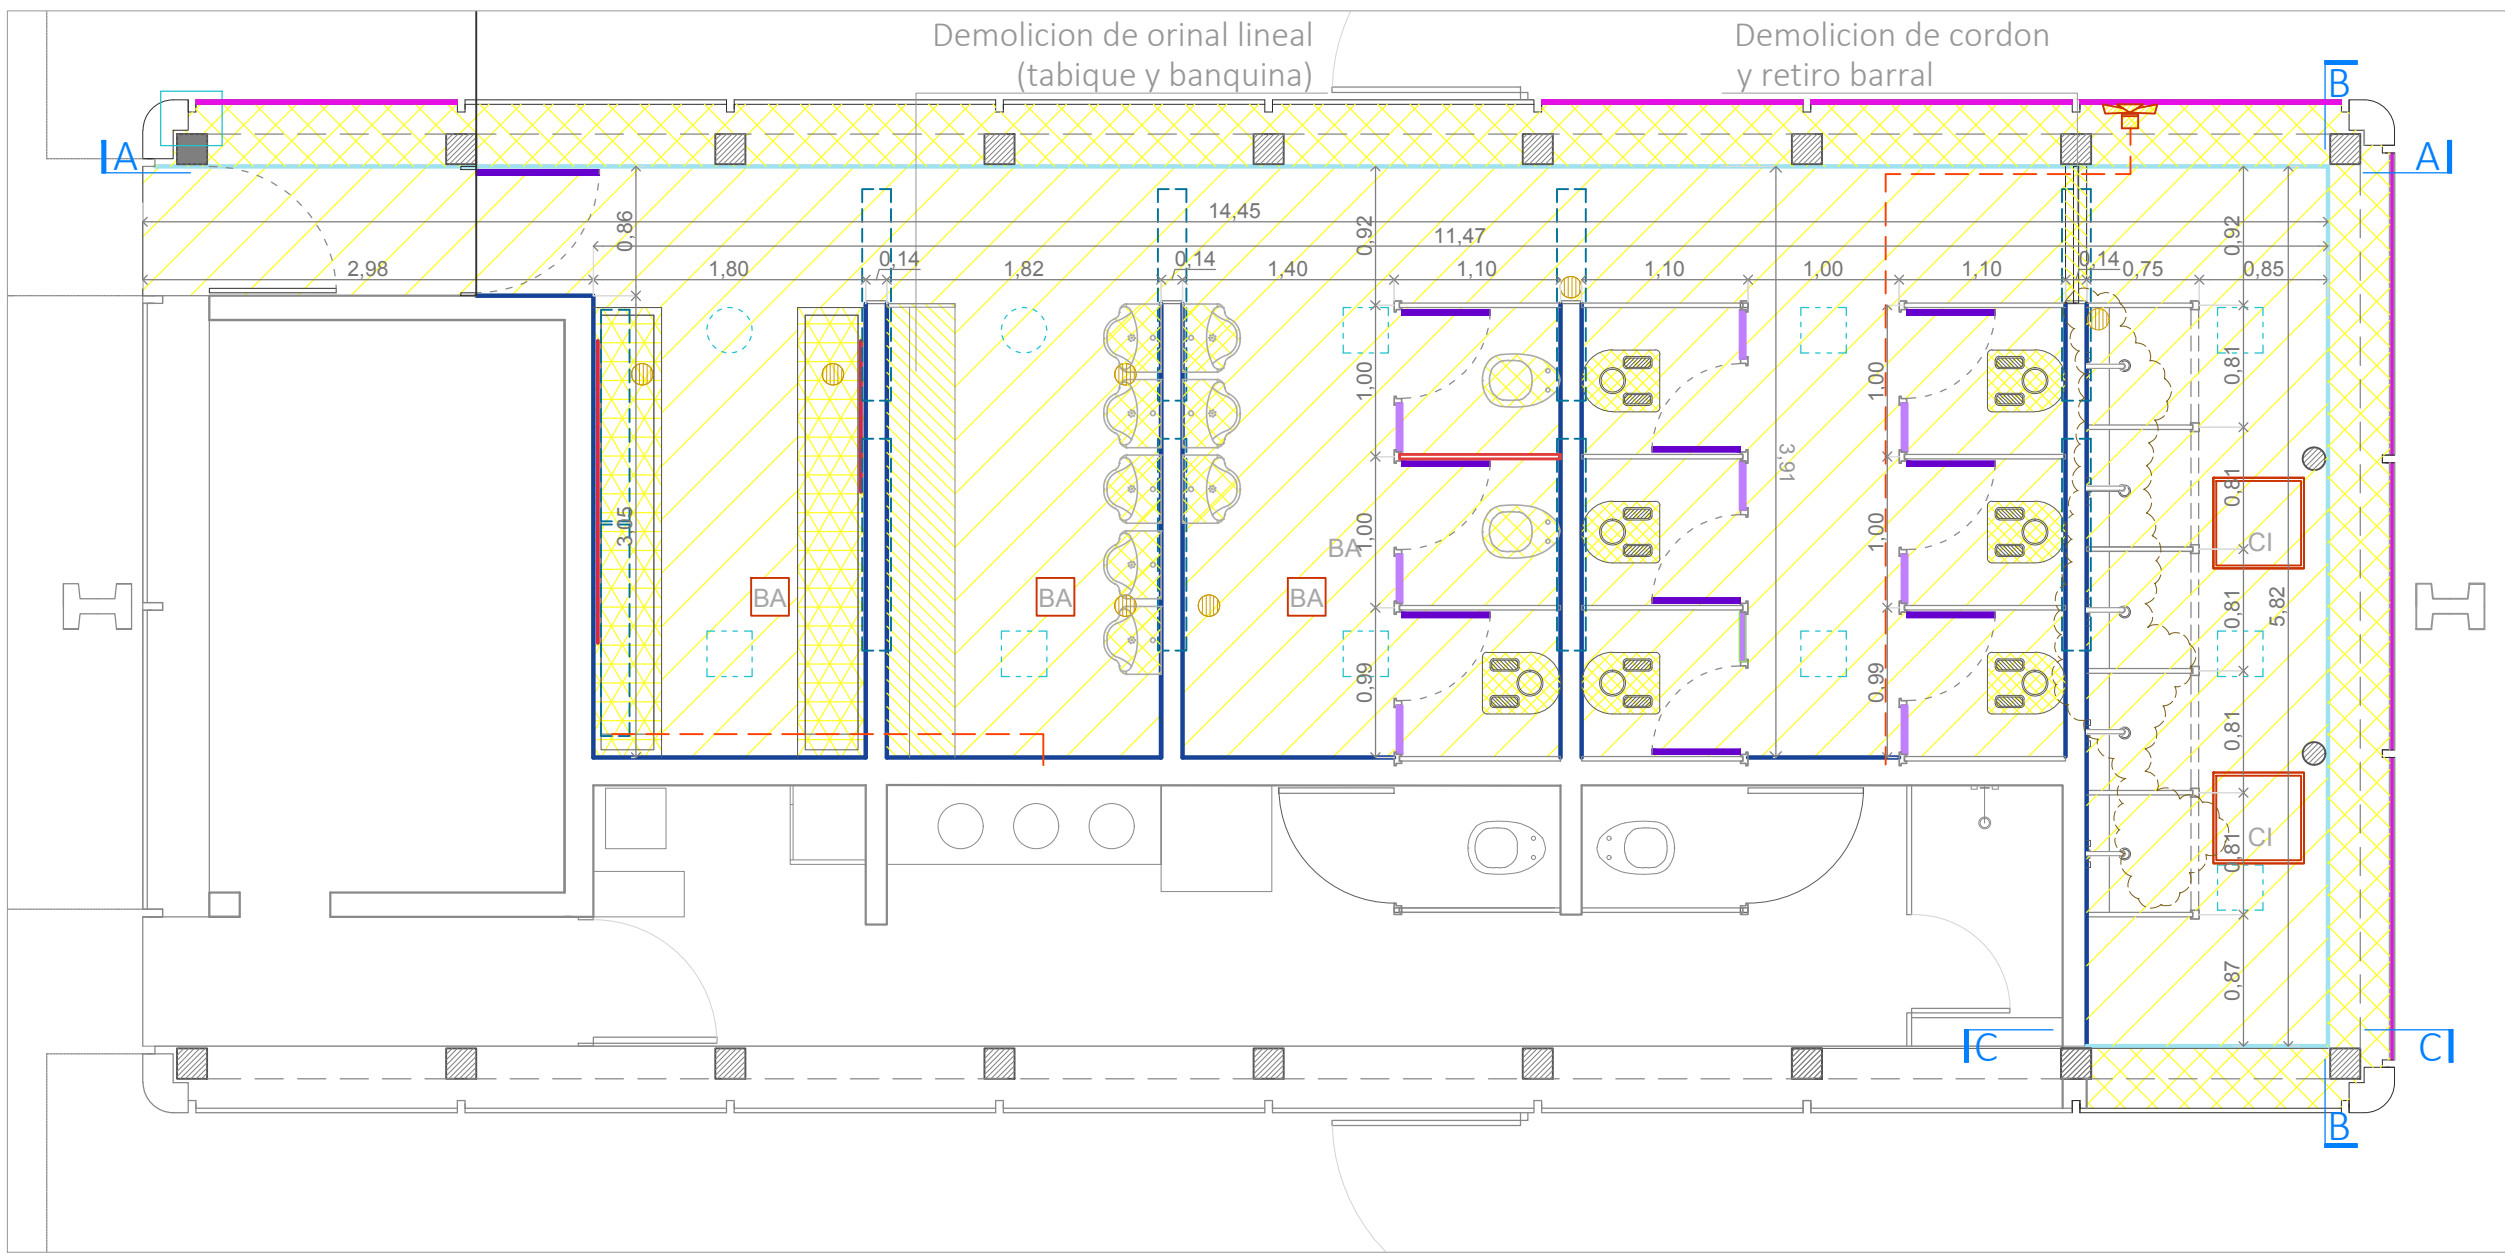 Demolicion de orinal lineal
(tabique y banquina)
Demolicion de cordon
y retiro barral
B
A
A
14,45
11,47
0,86
0,92
0,92
2,98
1,80
0,14
1,82
0,14
1,40
1,10
1,10
1,00
1,10
0,14
0,75
0,85
1,00
1,00
0,81
3,91
0,81
3,05
1,00
1,00
BA
CI
BA
BA
BA
0,81
5,82
0,99
0,99
0,81
CI
0,81
0,87
C
C
B